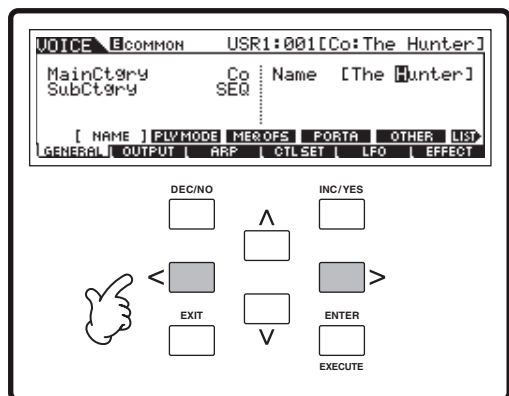 VOICE E COMMON USR1:001[Co:The Hunter]
MainCtgry Co Name [The Hunter]
SubCtgry SEQ
[ NAME ] PLY MODE MEQ OFS PORTA OTHER LIST
GENERAL OUTPUT ARP CTL SET LFO EFFECT
DEC/NO INC/YES
EXIT ENTER
EXECUTE